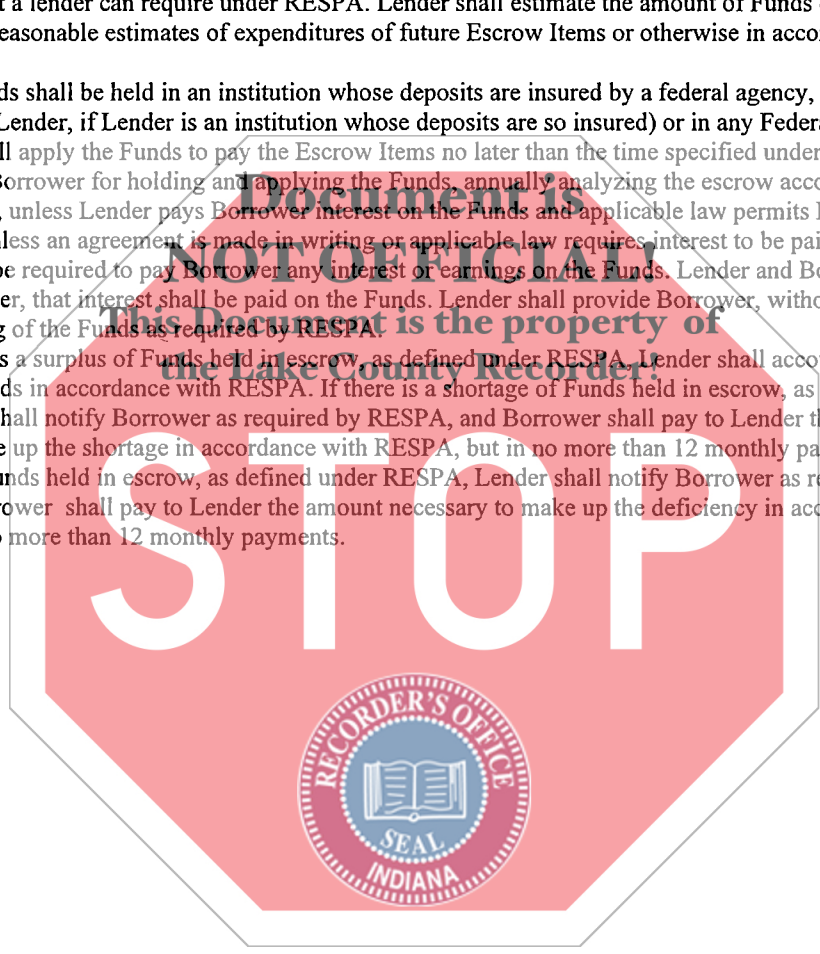 t a lender can require under RESPA. Lender shall estimate the amount of Funds
easonable estimates of expenditures of future Escrow Items or otherwise in acco
ds shall be held in an institution whose deposits are insured by a federal agency,
Lender, if Lender is an institution whose deposits are so insured) or in any Federa
ll apply the Funds to pay the Escrow Items no later than the time specified under
Borrower for holding and applying the Funds, annually analyzing the escrow acco
Document is
, unless Lender pays Borrower interest on the Funds and applicable law permits
less an agreement is made in writing or applicable law requires interest to be pai
NOT OFFICIAL!
be required to pay Borrower any interest or earnings on the Funds. Lender and Bo
er, that interest shall be paid on the Funds. Lender shall provide Borrower, witho
This Document is the property of
g of the Funds as required by RESPA.
s a surplus of Funds held in escrow, as defined under RESPA, Lender shall acco
the Lake County Recorder!
ds in accordance with RESPA. If there is a shortage of Funds held in escrow, as
hall notify Borrower as required by RESPA, and Borrower shall pay to Lender th
e up the shortage in accordance with RESPA, but in no more than 12 monthly pa
unds held in escrow, as defined under RESPA, Lender shall notify Borrower as re
rower shall pay to Lender the amount necessary to make up the deficiency in acc
more than 12 monthly payments.
STOP
RECORDER'S OFFICE
SEAL
INDIANA